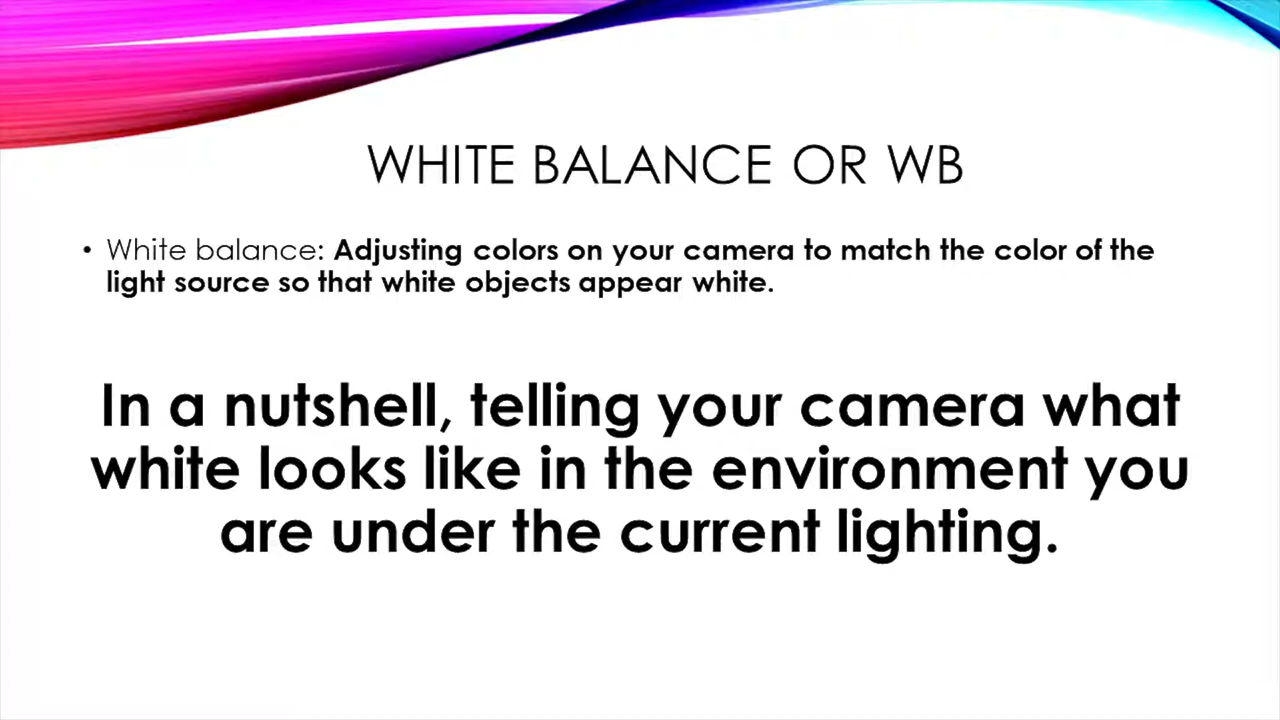 WHITE BALANCE OR WB
• White balance: Adjusting colors on your camera to match the color of the
light source so that white objects appear white.
In a nutshell, telling your camera what
white looks like in the environment you
are under the current lighting.